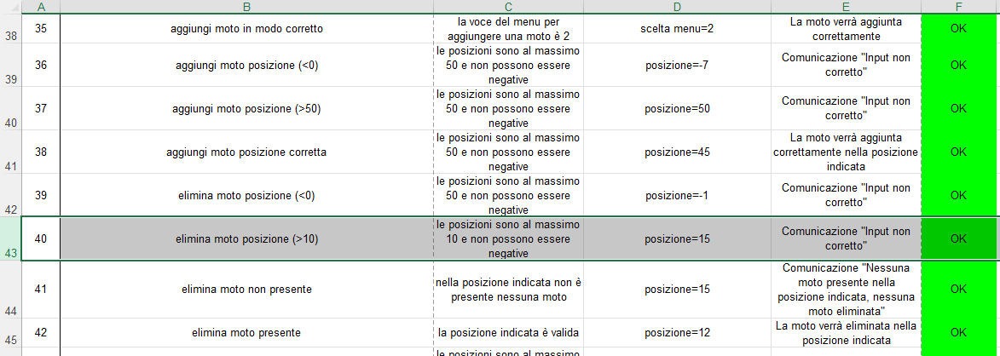 A B C D E F
38 35 aggiungi moto in modo corretto la voce del menu per scelta menu=2 La moto verrà aggiunta OK
aggiungere una moto è 2 correttamente
39 36 aggiungi moto posizione (<0) le posizioni sono al massimo posizione=-7 Comunicazione "Input non OK
50 e non possono essere corretto"
negative
40 37 aggiungi moto posizione (>50) le posizioni sono al massimo posizione=50 Comunicazione "Input non OK
50 e non possono essere corretto"
negative
41 38 aggiungi moto posizione corretta le posizioni sono al massimo posizione=45 La moto verrà aggiunta OK
50 e non possono essere correttamente nella posizione
negative indicata
42 39 elimina moto posizione (<0) le posizioni sono al massimo posizione=-1 Comunicazione "Input non OK
50 e non possono essere corretto"
negative
43 40 elimina moto posizione (>10) le posizioni sono al massimo posizione=15 Comunicazione "Input non OK
10 e non possono essere corretto"
negative
44 41 elimina moto non presente nella posizione indicata non è posizione=15 Comunicazione "Nessuna OK
presente nessuna moto moto presente nella
posizione indicata, nessuna
moto eliminata"
45 42 elimina moto presente la posizione indicata è valida posizione=12 La moto verrà eliminata nella OK
posizione indicata
le posizioni sono al massimo